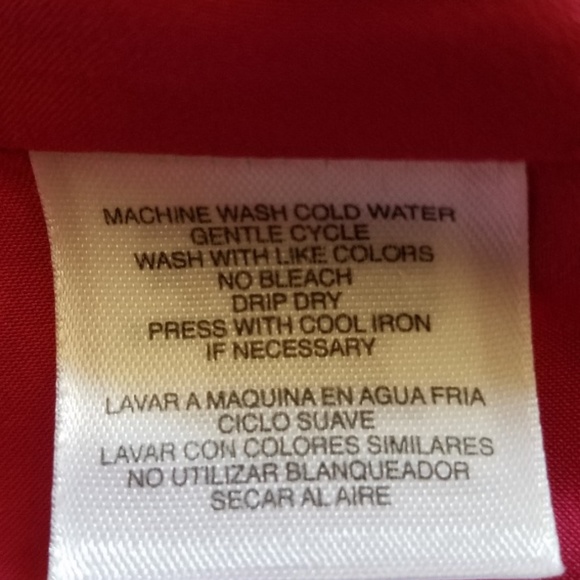 MACHINE WASH COLD WATER
GENTLE CYCLE
WASH WITH LIKE COLORS
NO BLEACH
DRIP DRY
PRESS WITH COOL IRON
IF NECESSARY
LAVAR A MAQUINA EN AGUA FRIA
CICLO SUAVE
LAVAR CON COLORES SIMILARES
NO UTILIZAR BLANQUEADOR
SECAR AL AIRE